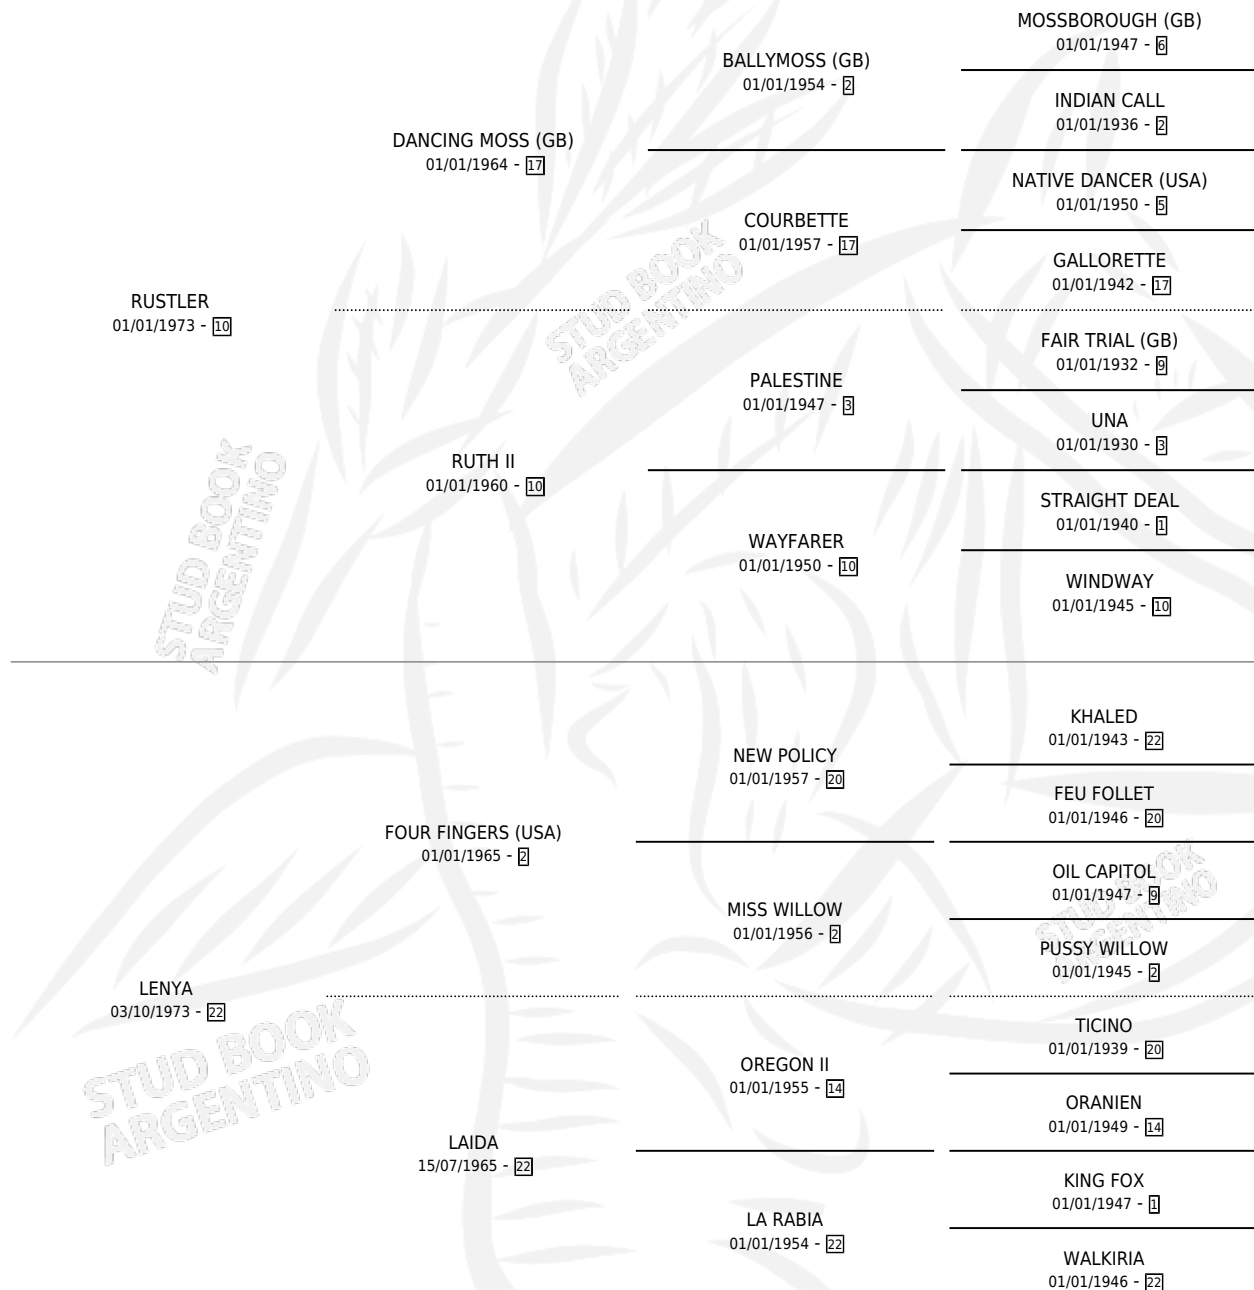 MOSSBOROUGH (GB)
01/01/1947 - 6
BALLYMOSS (GB)
01/01/1954 - 2
INDIAN CALL
01/01/1936 - 2
DANCING MOSS (GB)
01/01/1964 - 17
NATIVE DANCER (USA)
01/01/1950 - 5
COURBETTE
01/01/1957 - 17
GALLORETTE
01/01/1942 - 17
RUSTLER
01/01/1973 - 10
FAIR TRIAL (GB)
01/01/1932 - 9
PALESTINE
01/01/1947 - 3
UNA
01/01/1930 - 3
RUTH II
01/01/1960 - 10
STRAIGHT DEAL
01/01/1940 - 1
WAYFARER
01/01/1950 - 10
WINDWAY
01/01/1945 - 10
KHALED
01/01/1943 - 22
NEW POLICY
01/01/1957 - 20
FEU FOLLET
01/01/1946 - 20
FOUR FINGERS (USA)
01/01/1965 - 2
OIL CAPITOL
01/01/1947 - 9
MISS WILLOW
01/01/1956 - 2
PUSSY WILLOW
01/01/1945 - 2
LENYA
03/10/1973 - 22
TICINO
01/01/1939 - 20
OREGON II
01/01/1955 - 14
ORANIEN
01/01/1949 - 14
LAIDA
15/07/1965 - 22
KING FOX
01/01/1947 - 1
LA RABIA
01/01/1954 - 22
WALKIRIA
01/01/1946 - 22
STUD BOOK
ARGENTINO
STUD BOOK
ARGENTINO
STUD BOOK
ARGENTINO
STUD BOOK
ARGENTINO